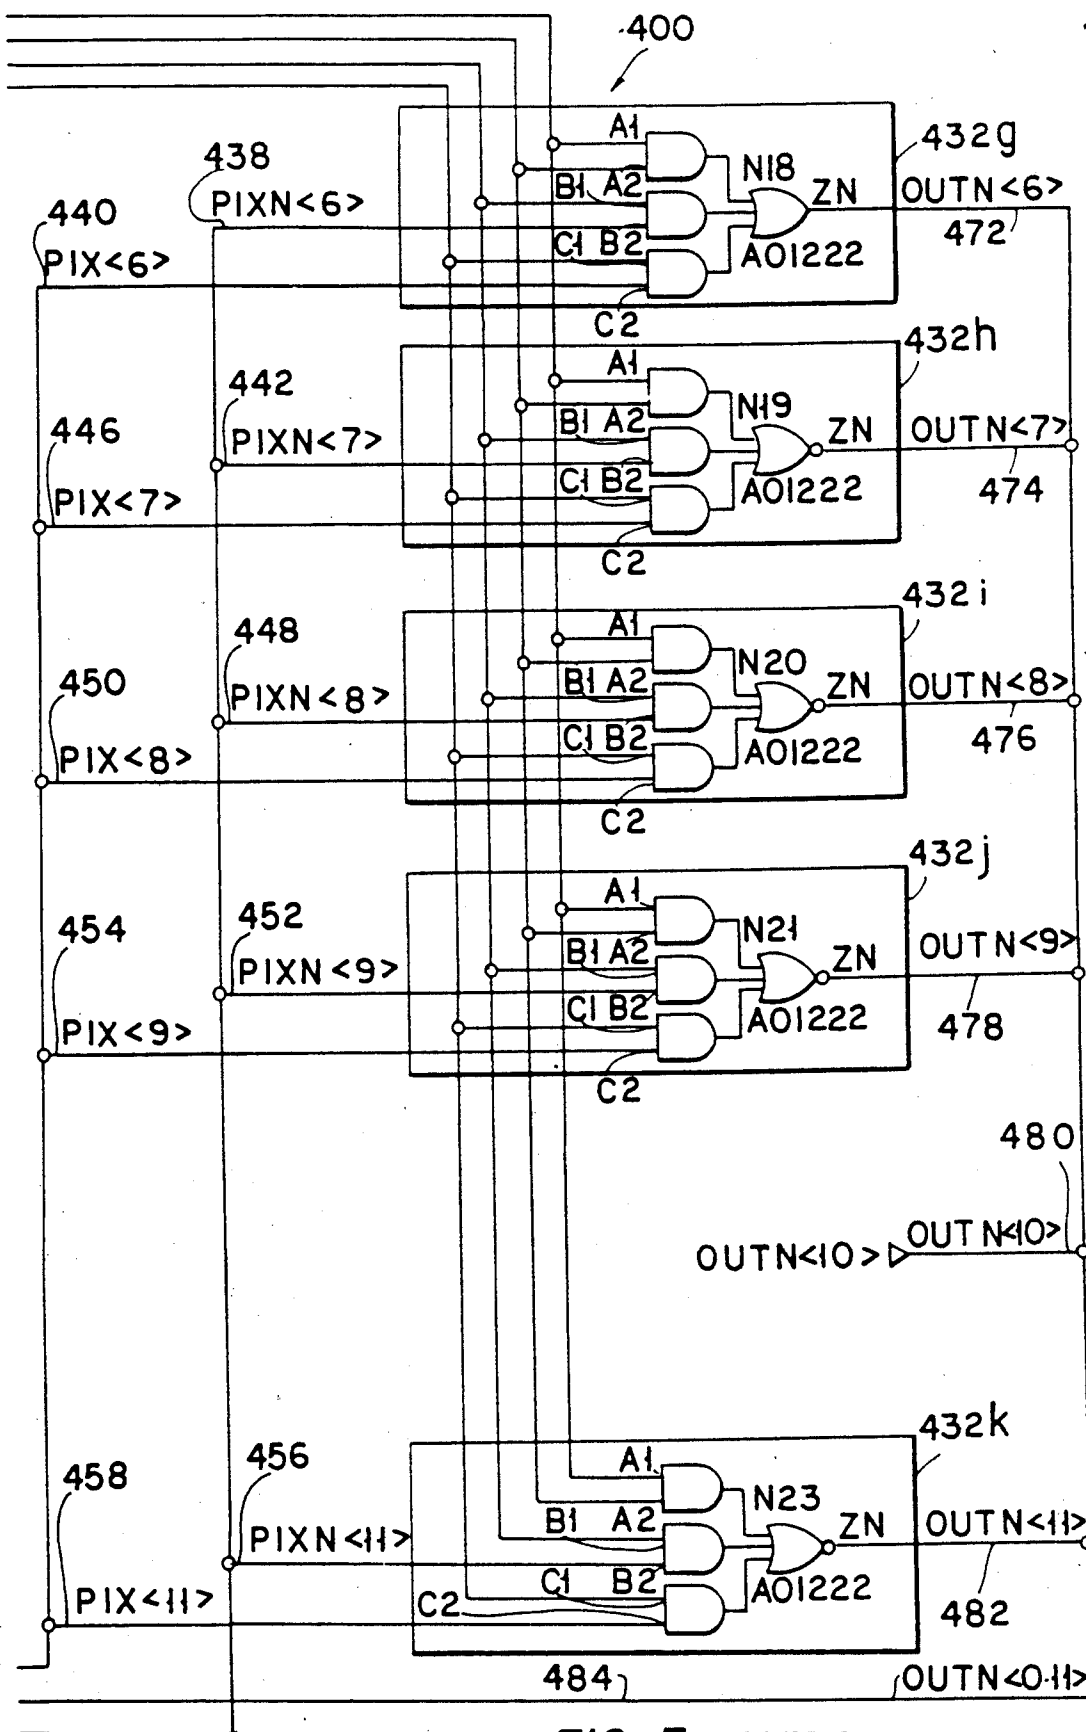 400
A1
432g
438
N18
ZN
OUTN<6>
B1 A2
PIXN<6>
440
472
C1 B2
AO1222
PIX<6>
C2
432h
A1
442
N19
ZN
OUTN<7>
446
B1 A2
PIXN<7>
C1 B2
AO1222
474
PIX<7>
C2
432i
A1
448
N20
450
B1 A2
ZN
OUTN<8>
PIXN<8>
C1 B2
AO1222
476
PIX<8>
C2
432j
A1
452
454
N21
OUTN<9>
B1 A2
ZN
PIXN<9>
C1 B2
AO1222
478
PIX<9>
C2
480
OUTN<10>
OUTN<10>
432k
456
A1
458
N23
B1 A2
ZN
OUTN<11>
PIXN<11>
C1 B2
AO1222
PIX<11>
C2
482
484
OUTN<0:11>